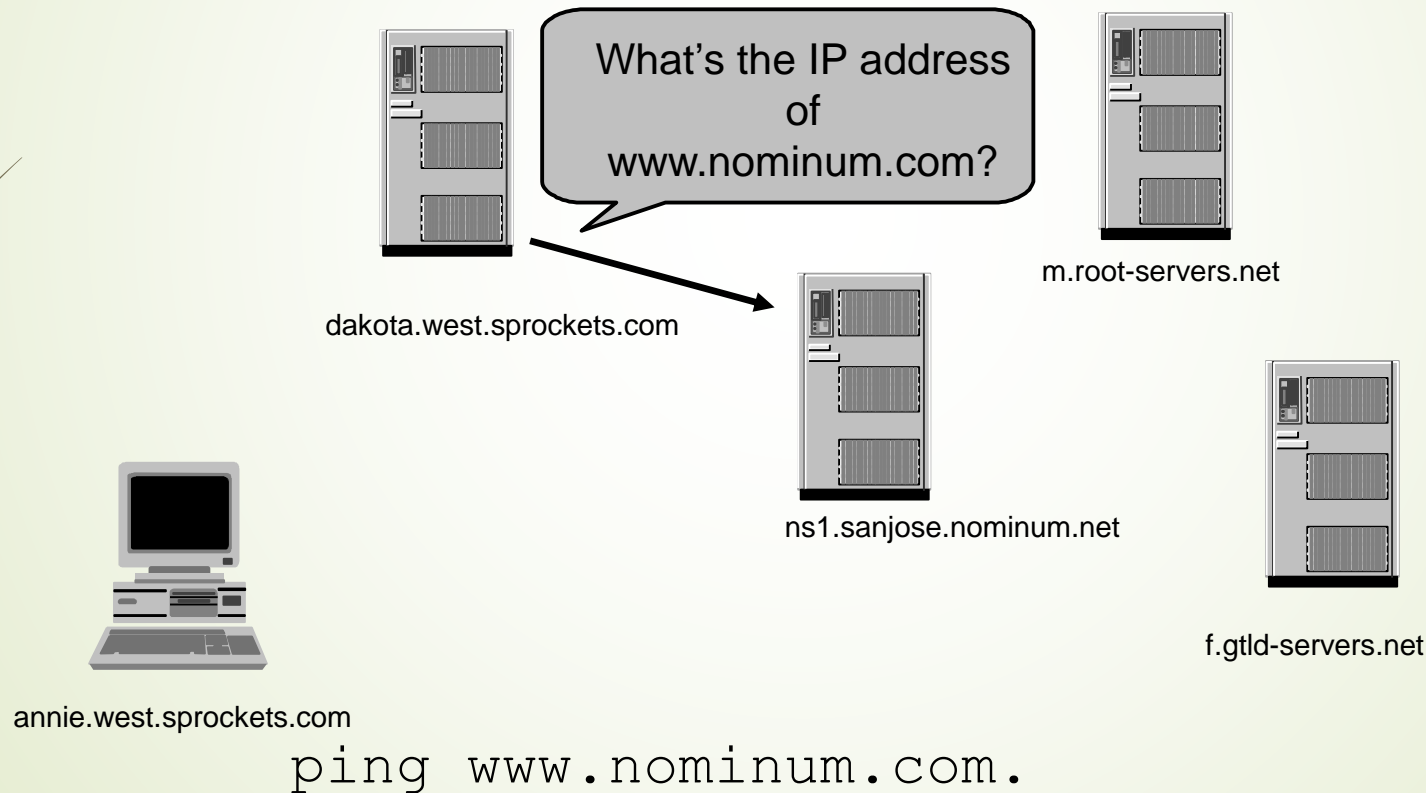 What's the IP address
of
www.nominum.com?
m.root-servers.net
dakota.west.sprockets.com
ns1.sanjose.nominum.net
f.gtld-servers.net
annie.west.sprockets.com
ping www.nominum.com.